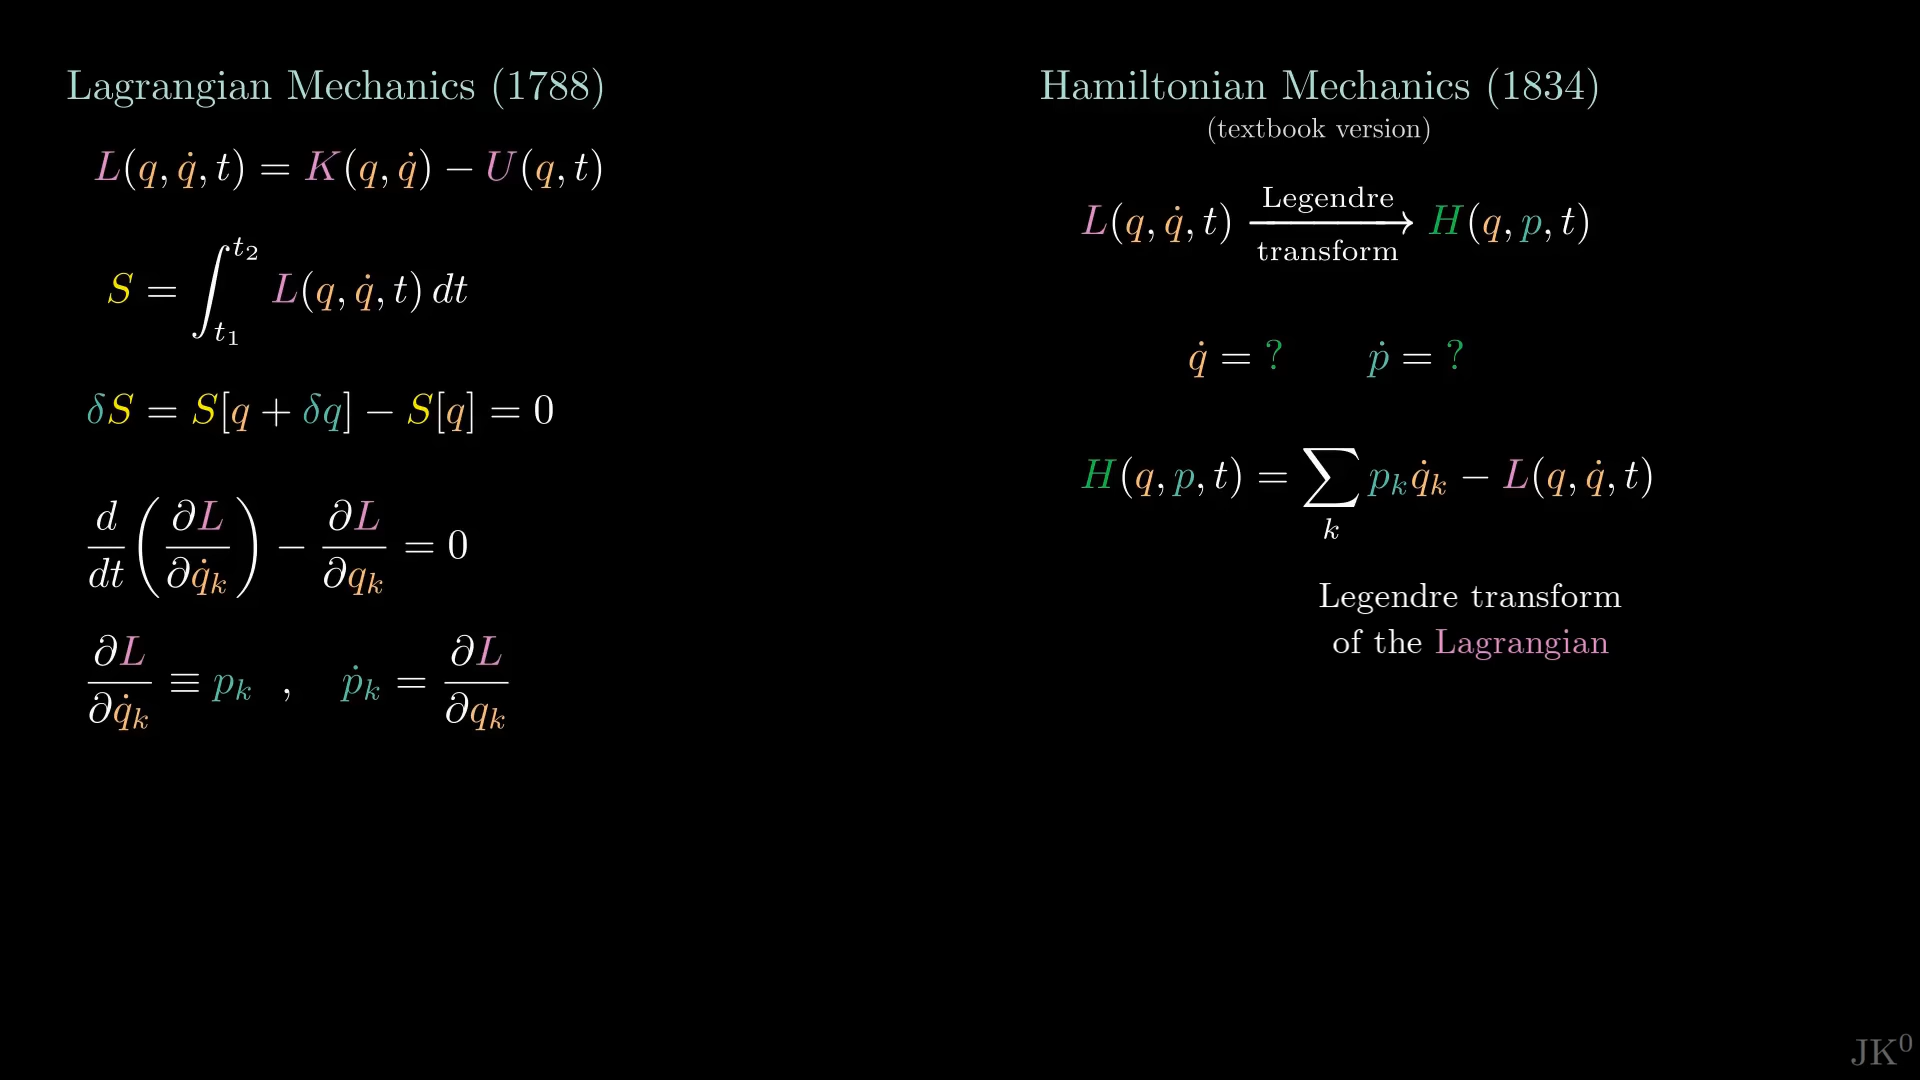 Lagrangian Mechanics (1788)
L(q, q̇, t) = K(q, q̇) − U(q, t)
S = ∫_{t₁}^{t₂} L(q, q̇, t) dt
δS = S[q + δq] − S[q] = 0
d/dt (∂L/∂q̇ₖ) − ∂L/∂qₖ = 0
∂L/∂q̇ₖ ≡ pₖ , ṗₖ = ∂L/∂qₖ
Hamiltonian Mechanics (1834)
(textbook version)
L(q, q̇, t) —Legendre transform→ H(q, p, t)
q̇ = ? ṗ = ?
H(q, p, t) = ∑ₖ pₖq̇ₖ − L(q, q̇, t)
Legendre transform
of the Lagrangian
JK⁰